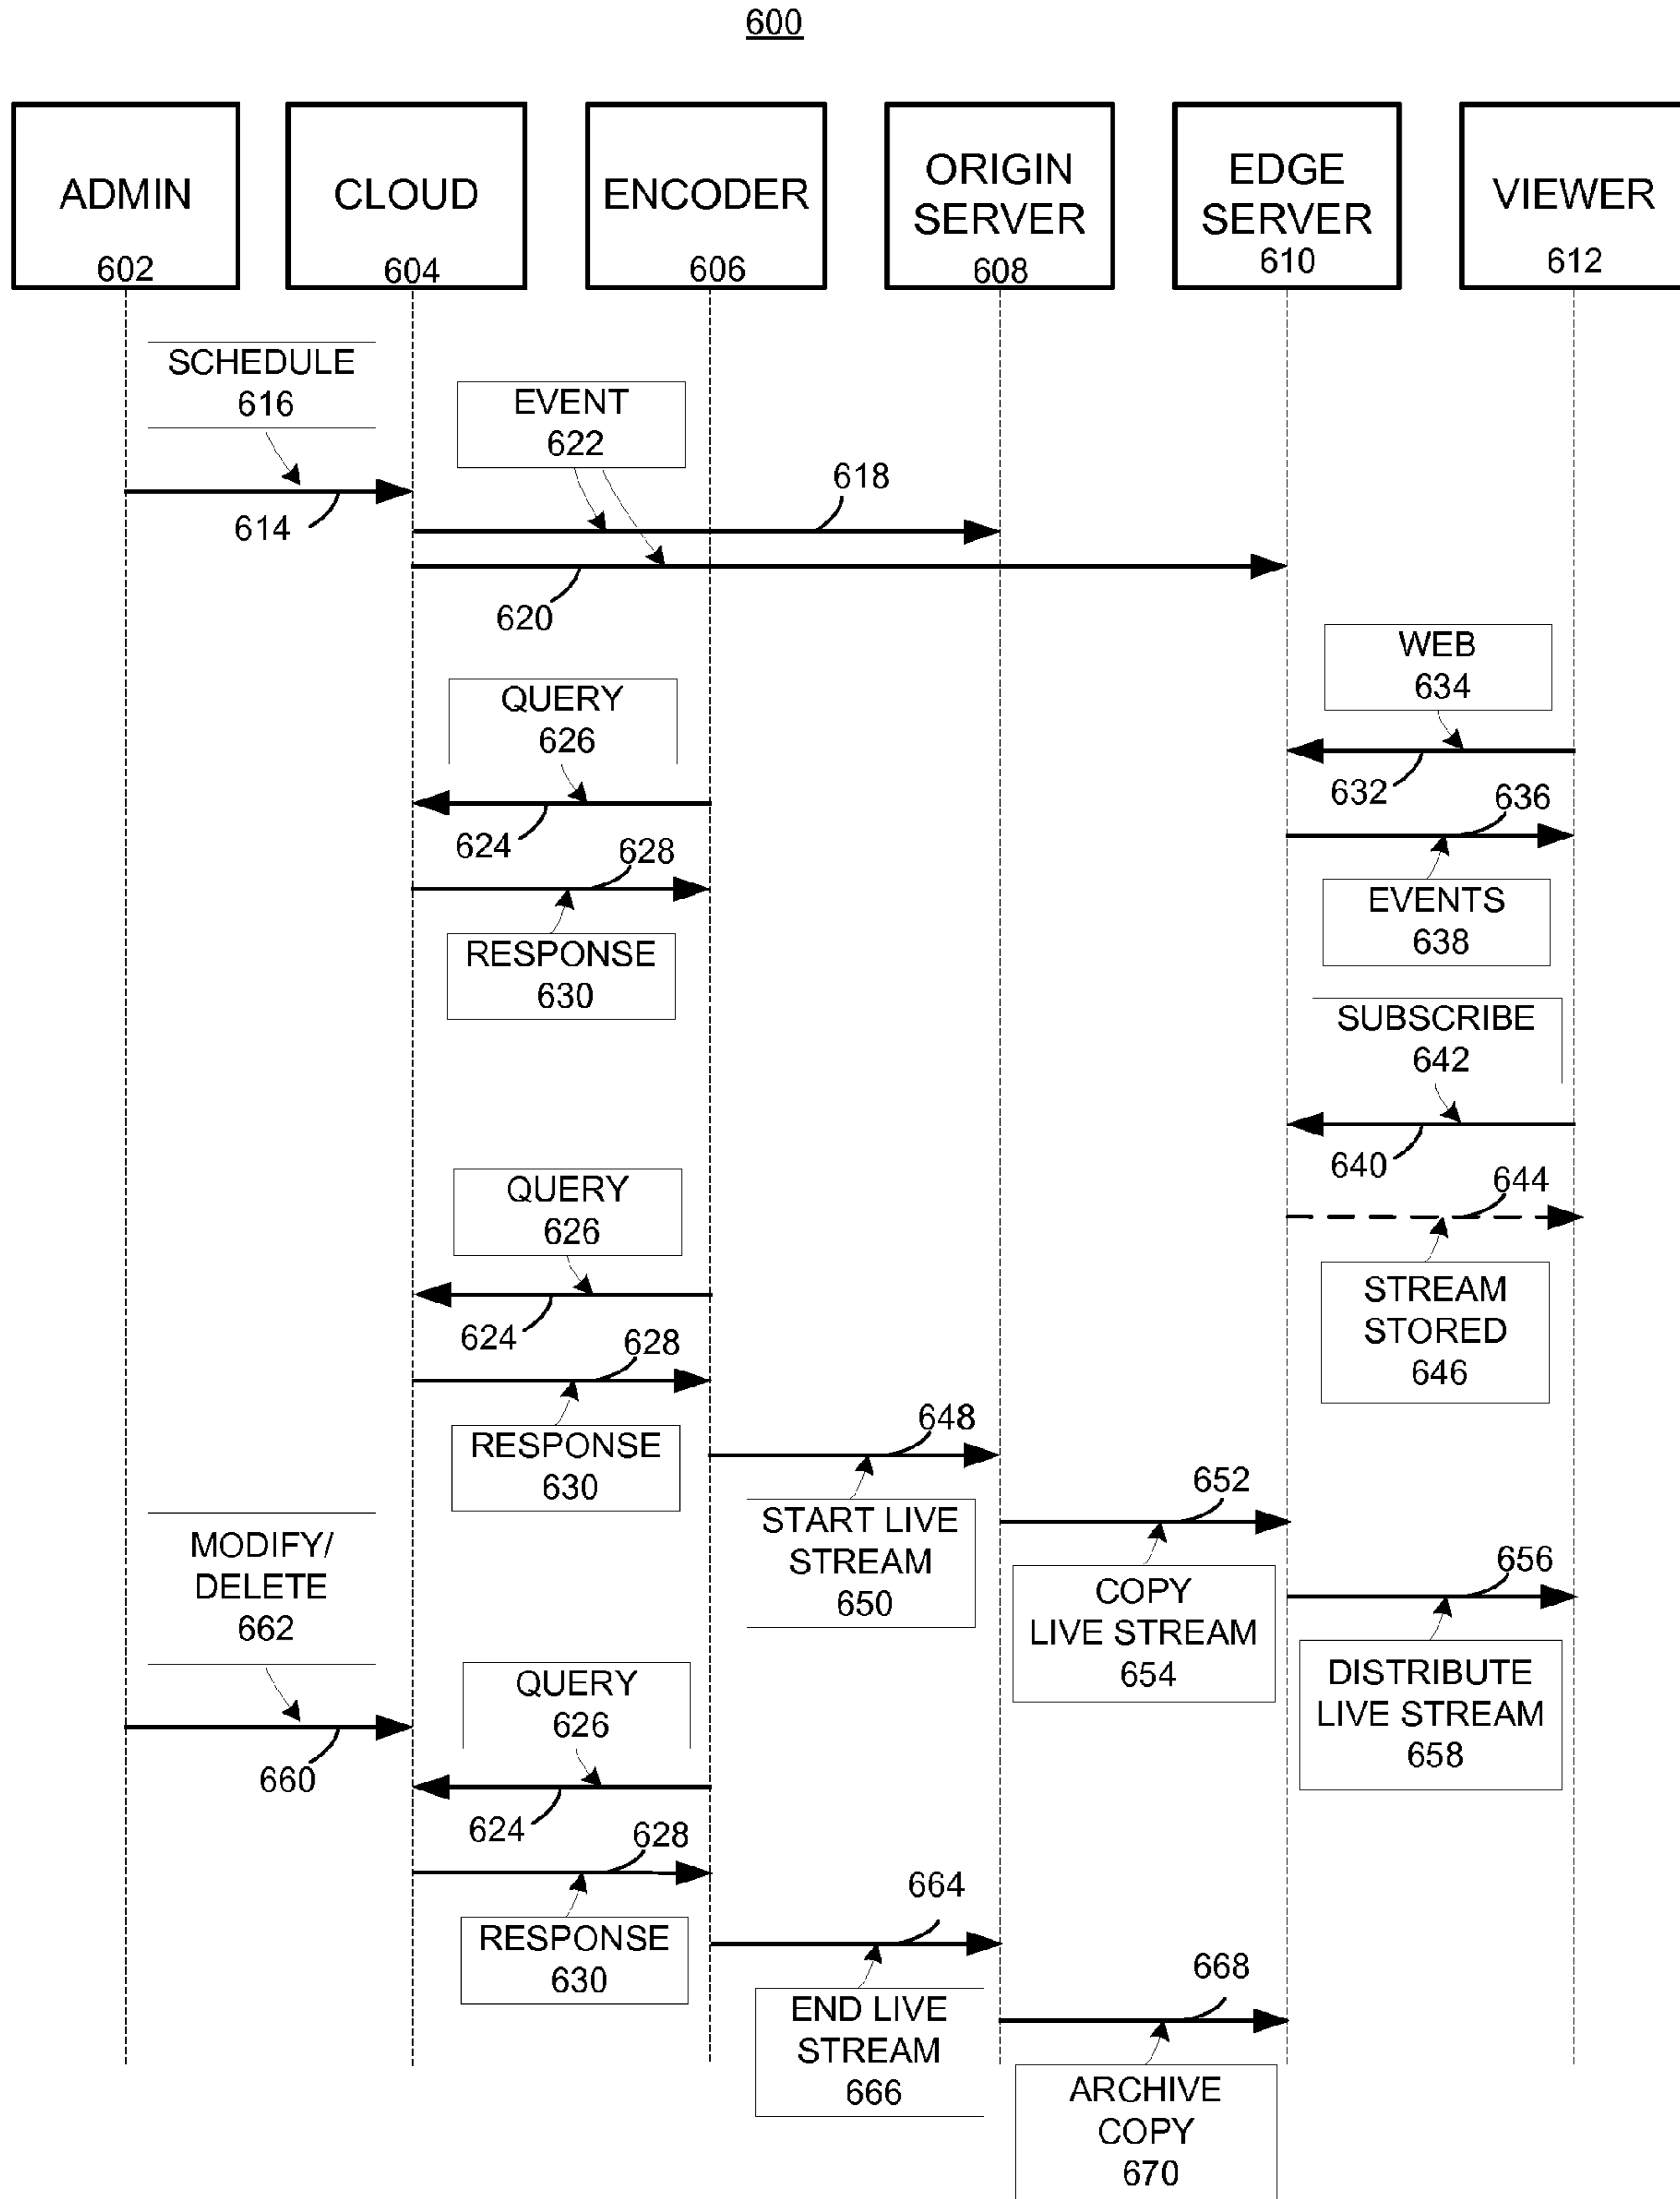 600
ADMIN
602
CLOUD
604
ENCODER
606
ORIGIN
SERVER
608
EDGE
SERVER
610
VIEWER
612
SCHEDULE
616
614
EVENT
622
618
620
WEB
634
632
636
EVENTS
638
QUERY
626
624
628
RESPONSE
630
SUBSCRIBE
642
640
644
STREAM
STORED
646
QUERY
626
624
628
RESPONSE
630
648
START LIVE
STREAM
650
652
COPY
LIVE STREAM
654
656
DISTRIBUTE
LIVE STREAM
658
MODIFY/
DELETE
662
660
QUERY
626
624
628
RESPONSE
630
664
END LIVE
STREAM
666
668
ARCHIVE
COPY
670